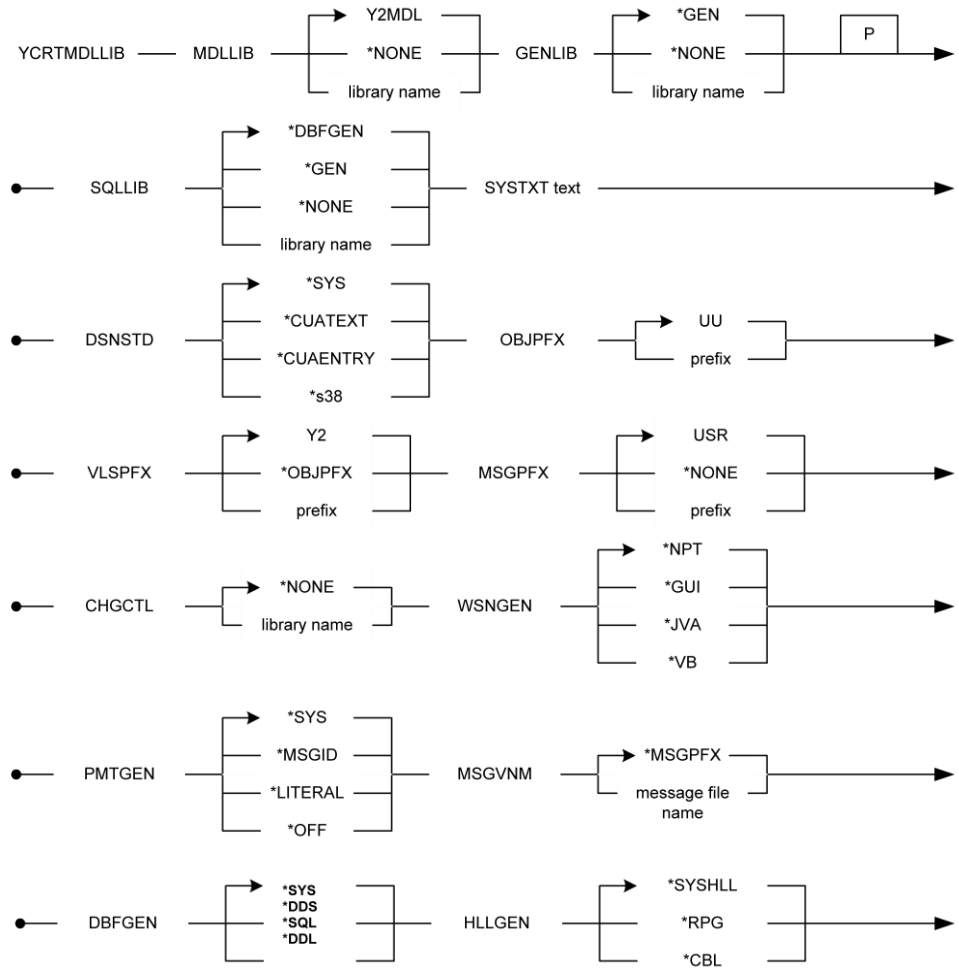 Y2MDL
*GEN
YCRTMDLLIB MDLLIB *NONE GENLIB *NONE P
library name library name
*DBFGEN
SQLLIB *GEN SYSTXT text
*NONE
library name
*SYS
*CUATEXT
DSNSTD OBJPFX UU
*CUAENTRY prefix
*s38
Y2 USR
VLSPFX *OBJPFX MSGPFX *NONE
prefix prefix
*NPT
CHGCTL *NONE WSNGEN *GUI
library name *JVA
*VB
*SYS
*MSGID *MSGPFX
PMTGEN MSGVNM
*LITERAL message file
name
*OFF
*SYS *SYSHLL
*DDS
DBFGEN *SQL HLLGEN *RPG
*DDL
*CBL